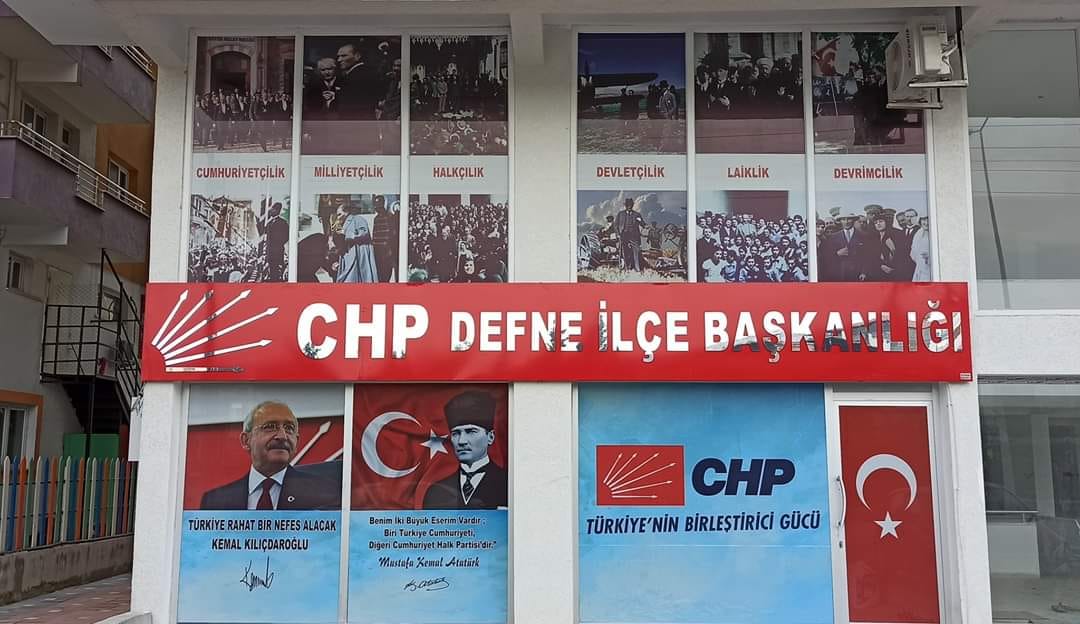 CUMHURİYETÇİLİK
MİLLİYETÇİLİK
HALKÇILIK
DEVLETÇİLİK
LAİKLİK
DEVRİMCİLİK
CHP DEFNE İLÇE BAŞKANLIĞI
TÜRKİYE RAHAT BİR NEFES ALACAK
KEMAL KILIÇDAROĞLU
Benim İki Büyük Eserim Vardır ;
Biri Türkiye Cumhuriyeti,
Diğeri Cumhuriyet Halk Partisi'dir."
Mustafa Kemal Atatürk
CHP
TÜRKİYE'NİN BİRLEŞTİRİCİ GÜCÜ